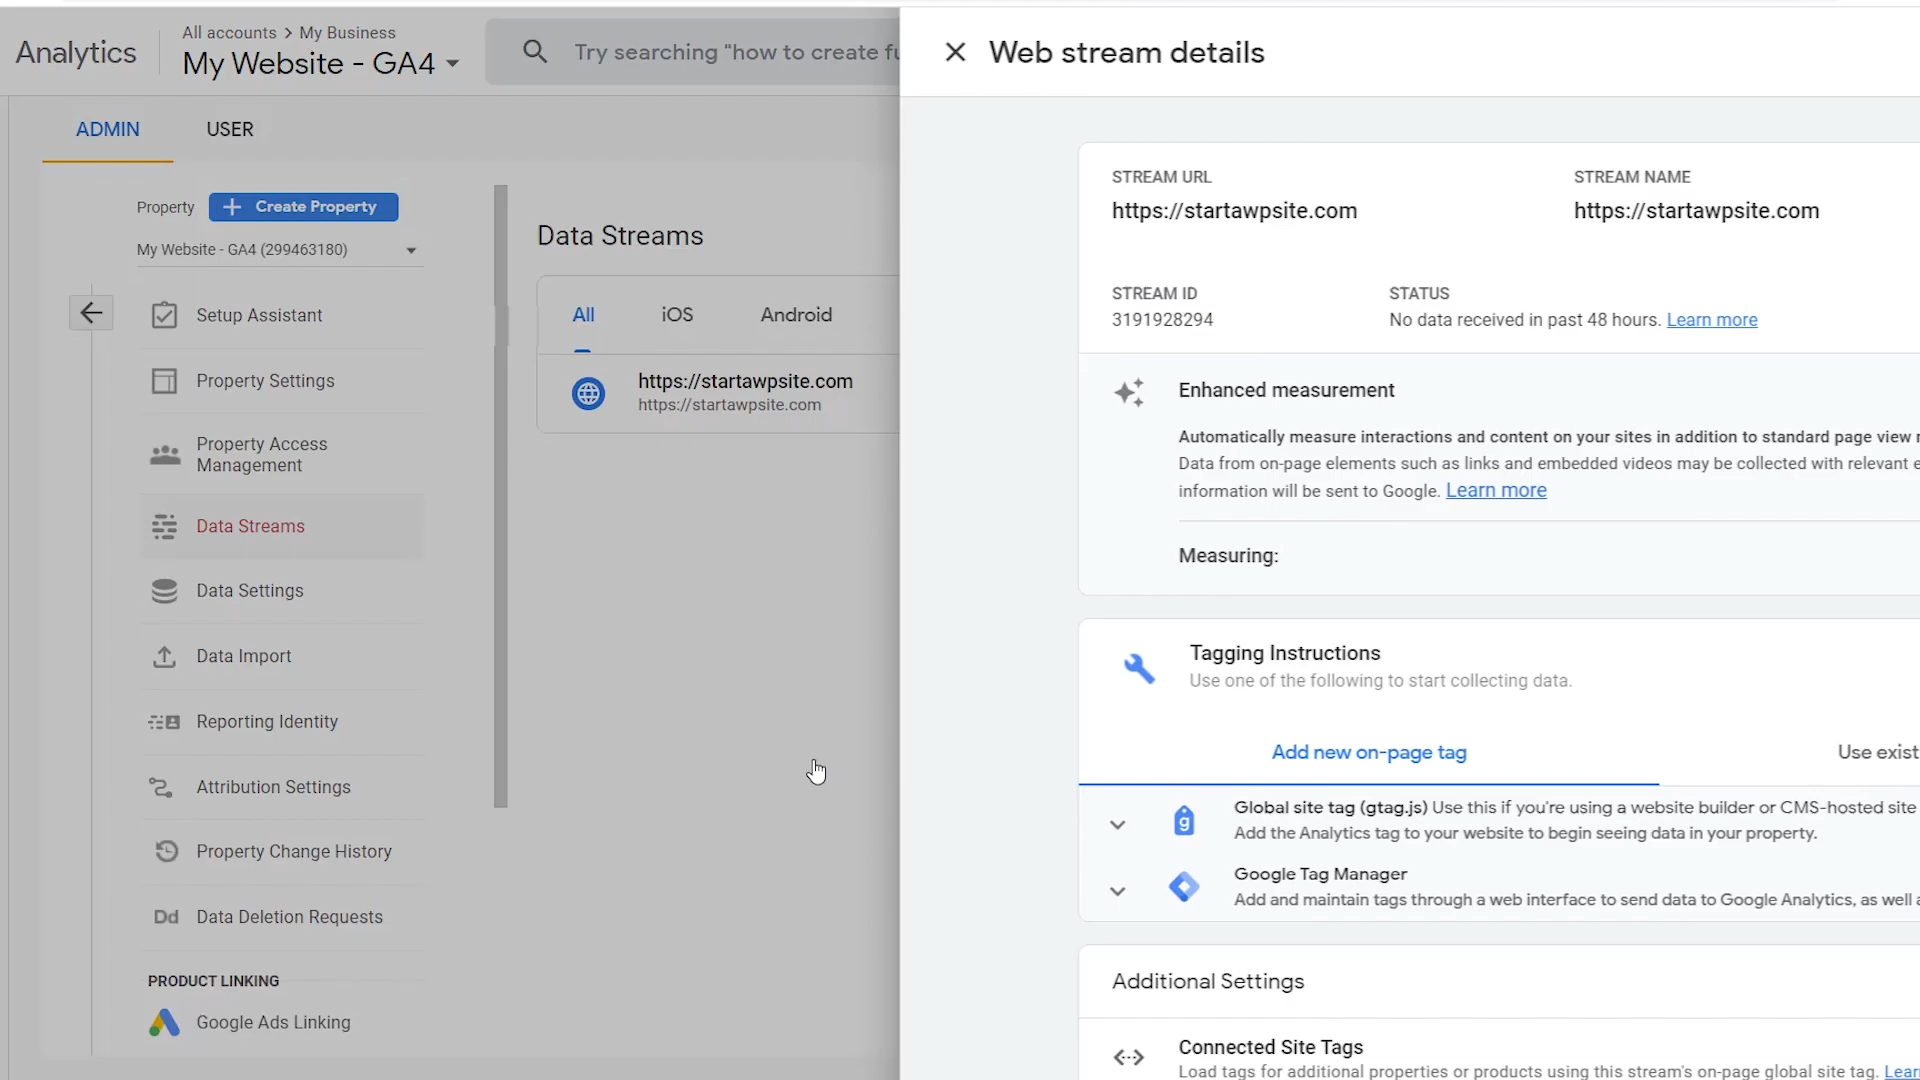 Analytics
All accounts > My Business
My Website - GA4
Try searching "how to create fu
ADMIN
USER
Property
+ Create Property
My Website - GA4 (299463180)
Setup Assistant
Property Settings
Property Access
Management
Data Streams
Data Settings
Data Import
Reporting Identity
Attribution Settings
Property Change History
Dd Data Deletion Requests
PRODUCT LINKING
Google Ads Linking
Data Streams
All
iOS
Android
https://startawpsite.com
https://startawpsite.com
Web stream details
STREAM URL
https://startawpsite.com
STREAM NAME
https://startawpsite.com
STREAM ID
3191928294
STATUS
No data received in past 48 hours. Learn more
Enhanced measurement
Automatically measure interactions and content on your sites in addition to standard page view
Data from on-page elements such as links and embedded videos may be collected with relevant e
information will be sent to Google. Learn more
Measuring:
Tagging Instructions
Use one of the following to start collecting data.
Add new on-page tag
Use exist
g
Global site tag (gtag.js) Use this if you're using a website builder or CMS-hosted site
Add the Analytics tag to your website to begin seeing data in your property.
Google Tag Manager
Add and maintain tags through a web interface to send data to Google Analytics, as well a
Additional Settings
Connected Site Tags
Load tags for additional properties or products using this stream's on-page global site tag. Lear